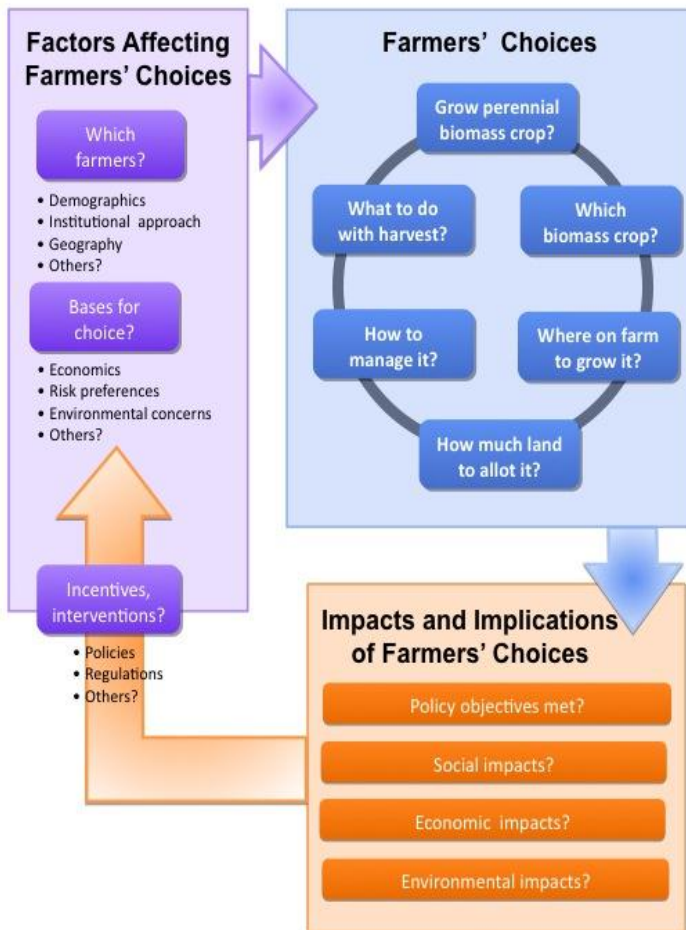 Factors Affecting
Farmers' Choices
Which
farmers?
• Demographics
• Institutional approach
• Geography
• Others?
Bases for
choice?
• Economics
• Risk preferences
• Environmental concerns
• Others?
Incentives,
interventions?
• Policies
• Regulations
• Others?
Farmers' Choices
Grow perennial
biomass crop?
Which
biomass crop?
Where on farm
to grow it?
How much land
to allot it?
How to
manage it?
What to do
with harvest?
Impacts and Implications
of Farmers' Choices
Policy objectives met?
Social impacts?
Economic impacts?
Environmental impacts?